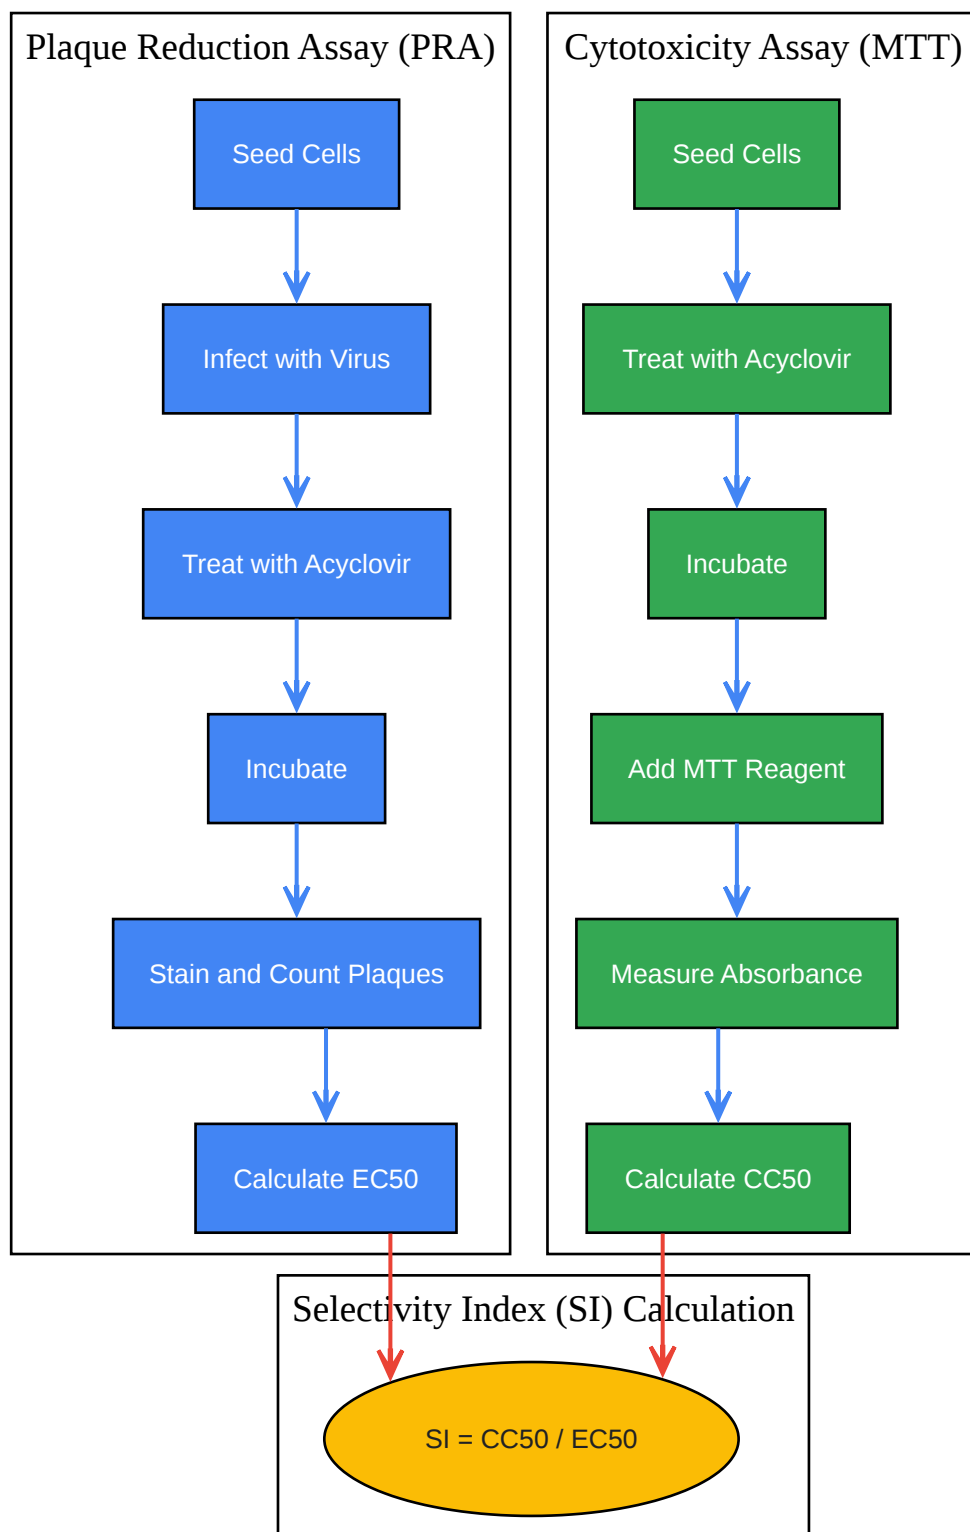 Plaque Reduction Assay (PRA)
Seed Cells
Infect with Virus
Treat with Acyclovir
Incubate
Stain and Count Plaques
Calculate EC50
Cytotoxicity Assay (MTT)
Seed Cells
Treat with Acyclovir
Incubate
Add MTT Reagent
Measure Absorbance
Calculate CC50
Selectivity Index (SI) Calculation
SI = CC50 / EC50